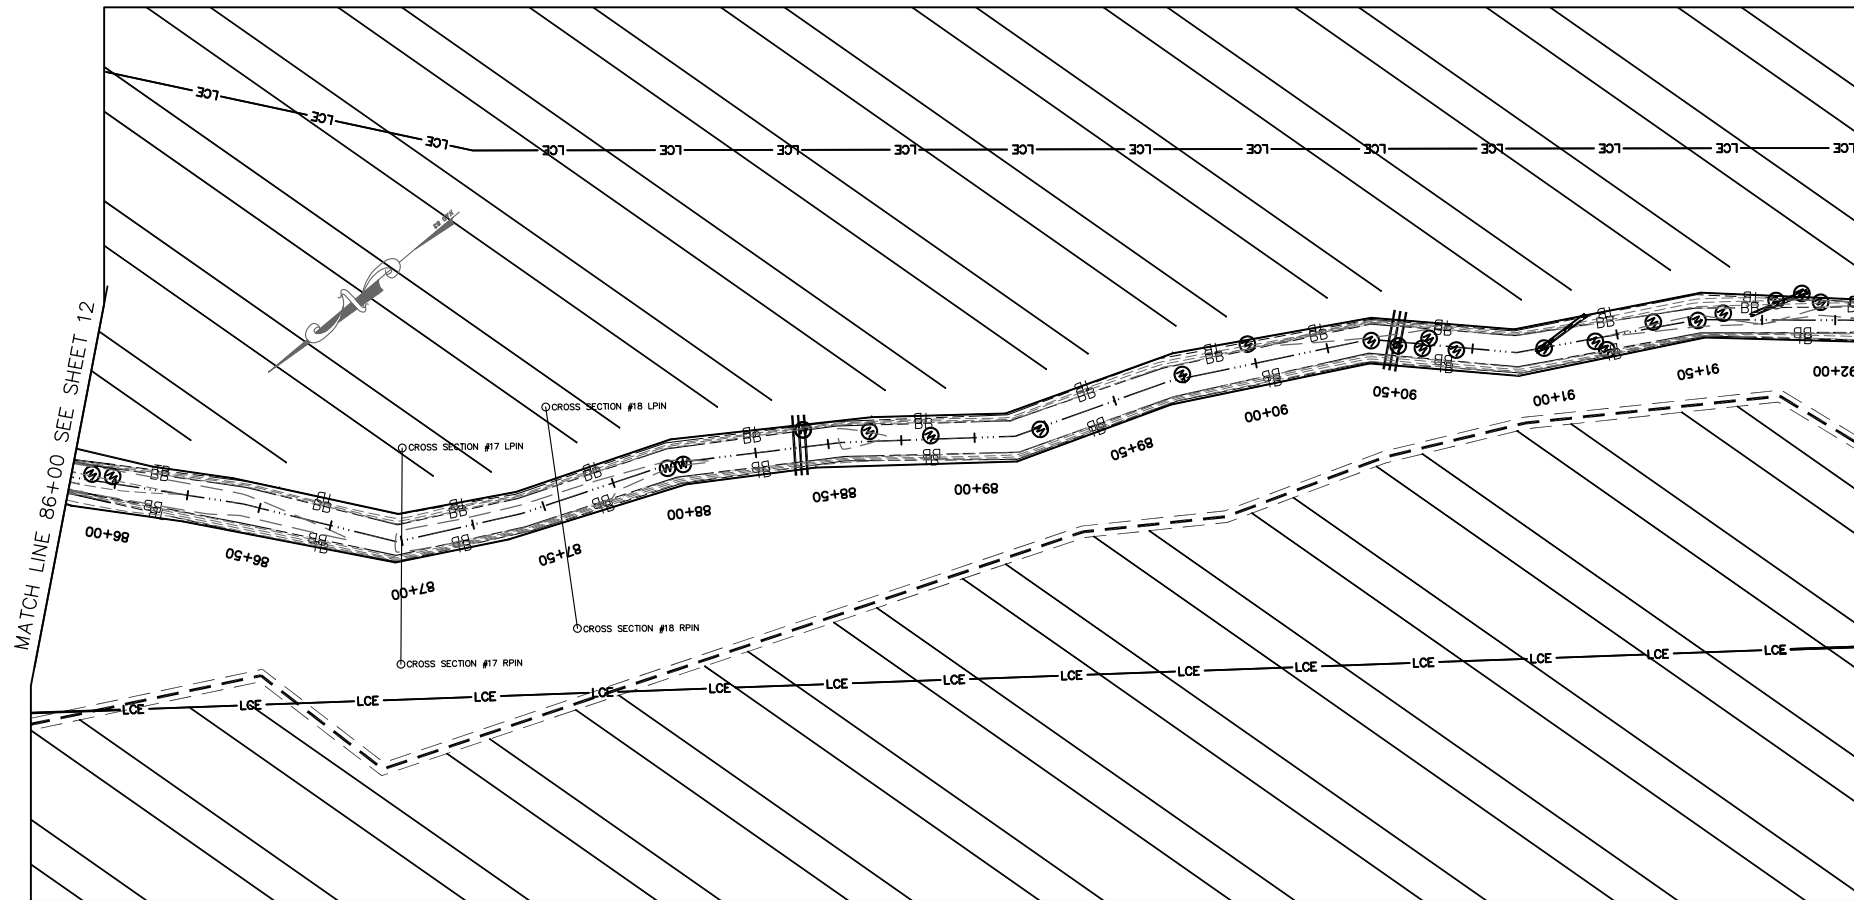 LCE
LCE
LCE
LCE LCE LCE LCE LCE LCE LCE LCE LCE LCE LCE LCE
MATCH LINE 86+00 SEE SHEET 12
CROSS SECTION #18 LPIN
CROSS SECTION #17 LPIN
86+00
86+50
87+00
87+50
88+00
88+50
89+00
89+50
90+00
90+50
91+00
91+50
92+00
CROSS SECTION #18 RPIN
CROSS SECTION #17 RPIN
LCE LCE LCE LCE LCE LCE LCE LCE LCE LCE LCE LCE LCE LCE LCE